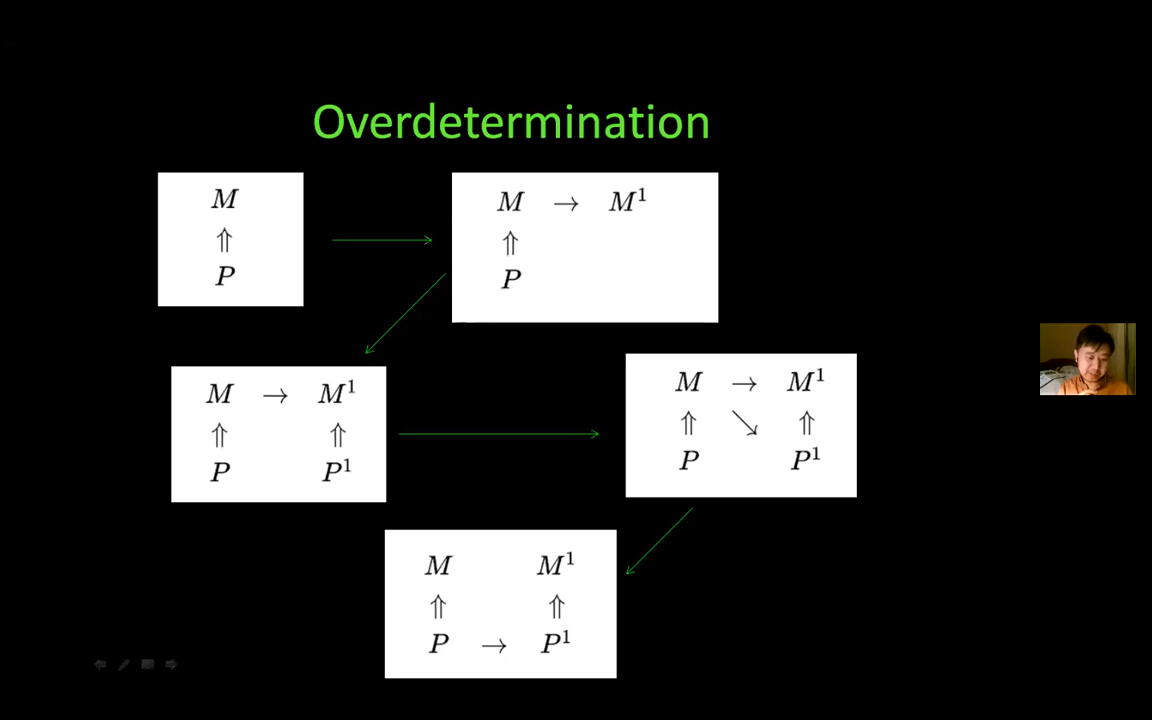 Overdetermination
M
⇑
P
M → M¹
⇑
P
M → M¹
⇑ ⇑
P P¹
M → M¹
⇑ ↘ ⇑
P P¹
M M¹
⇑ ⇑
P → P¹